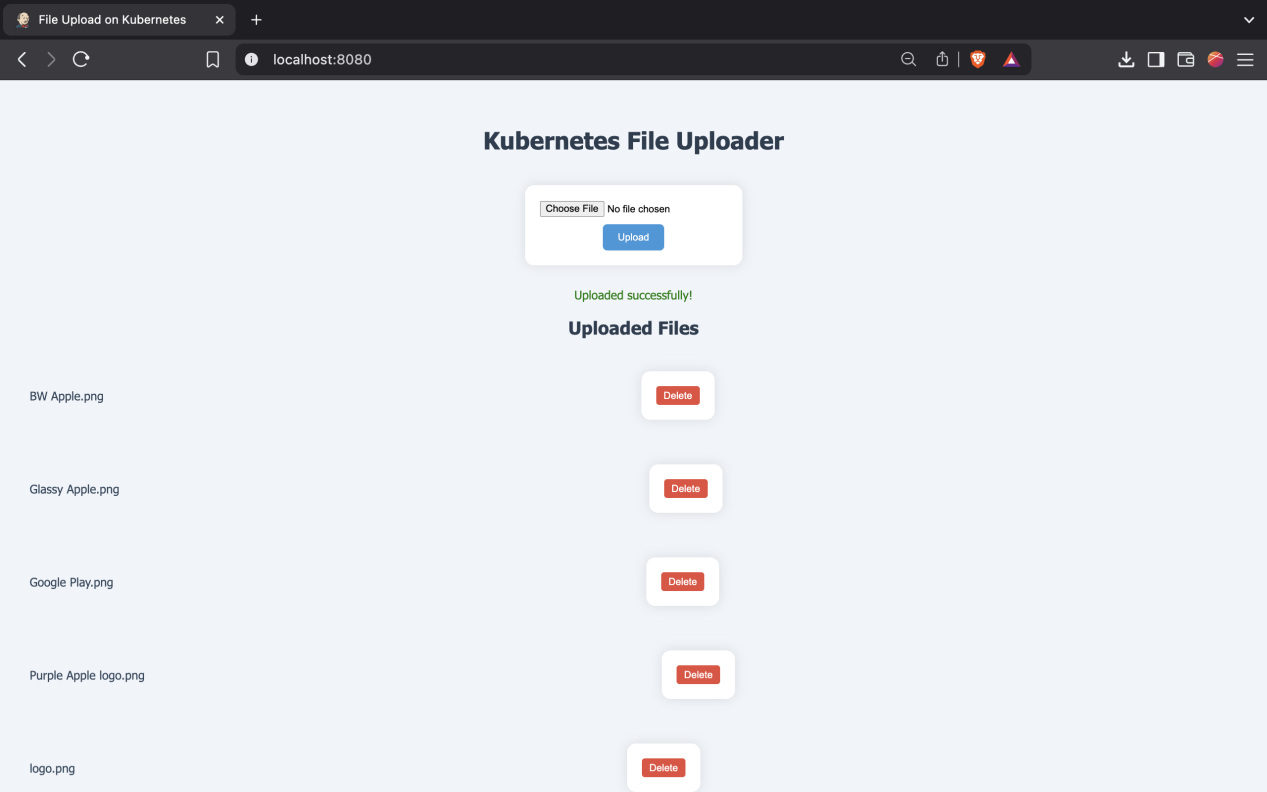 File Upload on Kubernetes
localhost:8080
Kubernetes File Uploader
Choose File No file chosen
Upload
Uploaded successfully!
Uploaded Files
BW Apple.png Delete
Glassy Apple.png Delete
Google Play.png Delete
Purple Apple logo.png Delete
logo.png Delete